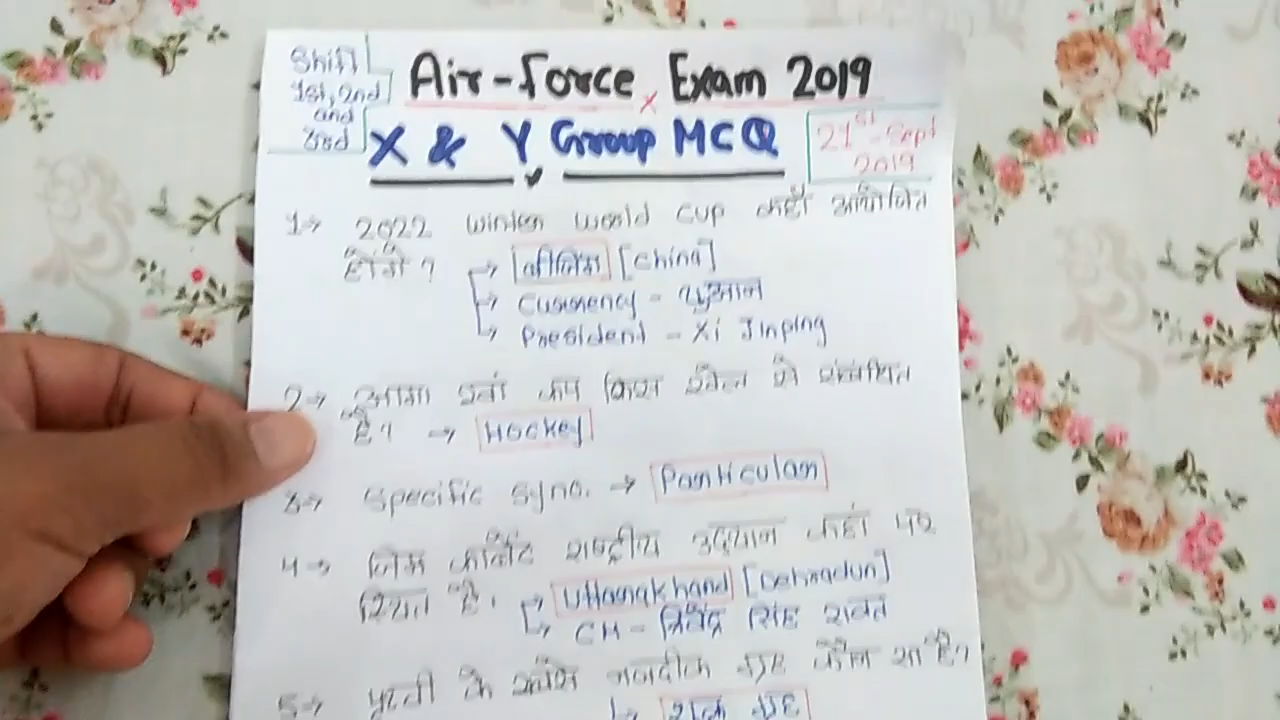 Shift
1st, 2nd
and
3rd
Air-force Exam 2019
X & Y Group MCQ
21st-Sept
2019
1→ 2022 winter world cup कहाँ आयोजित
होंगे ?
→ बीजिंग [China]
→ Currency - युआन
→ President - Xi Jinping
2→ आगा खां कप किस खेल से संबंधित
है? → Hockey
3→ Specific syno. → Particular
4→ जिम कार्बेट राष्ट्रीय उद्यान कहां पर
स्थित है।
→ Uttarakhand [Dehradun]
→ CM - त्रिवेंद्र सिंह रावत
5→ पृथ्वी के सबसे नजदीक ग्रह कौन सा है?
→ शुक्र ग्रह